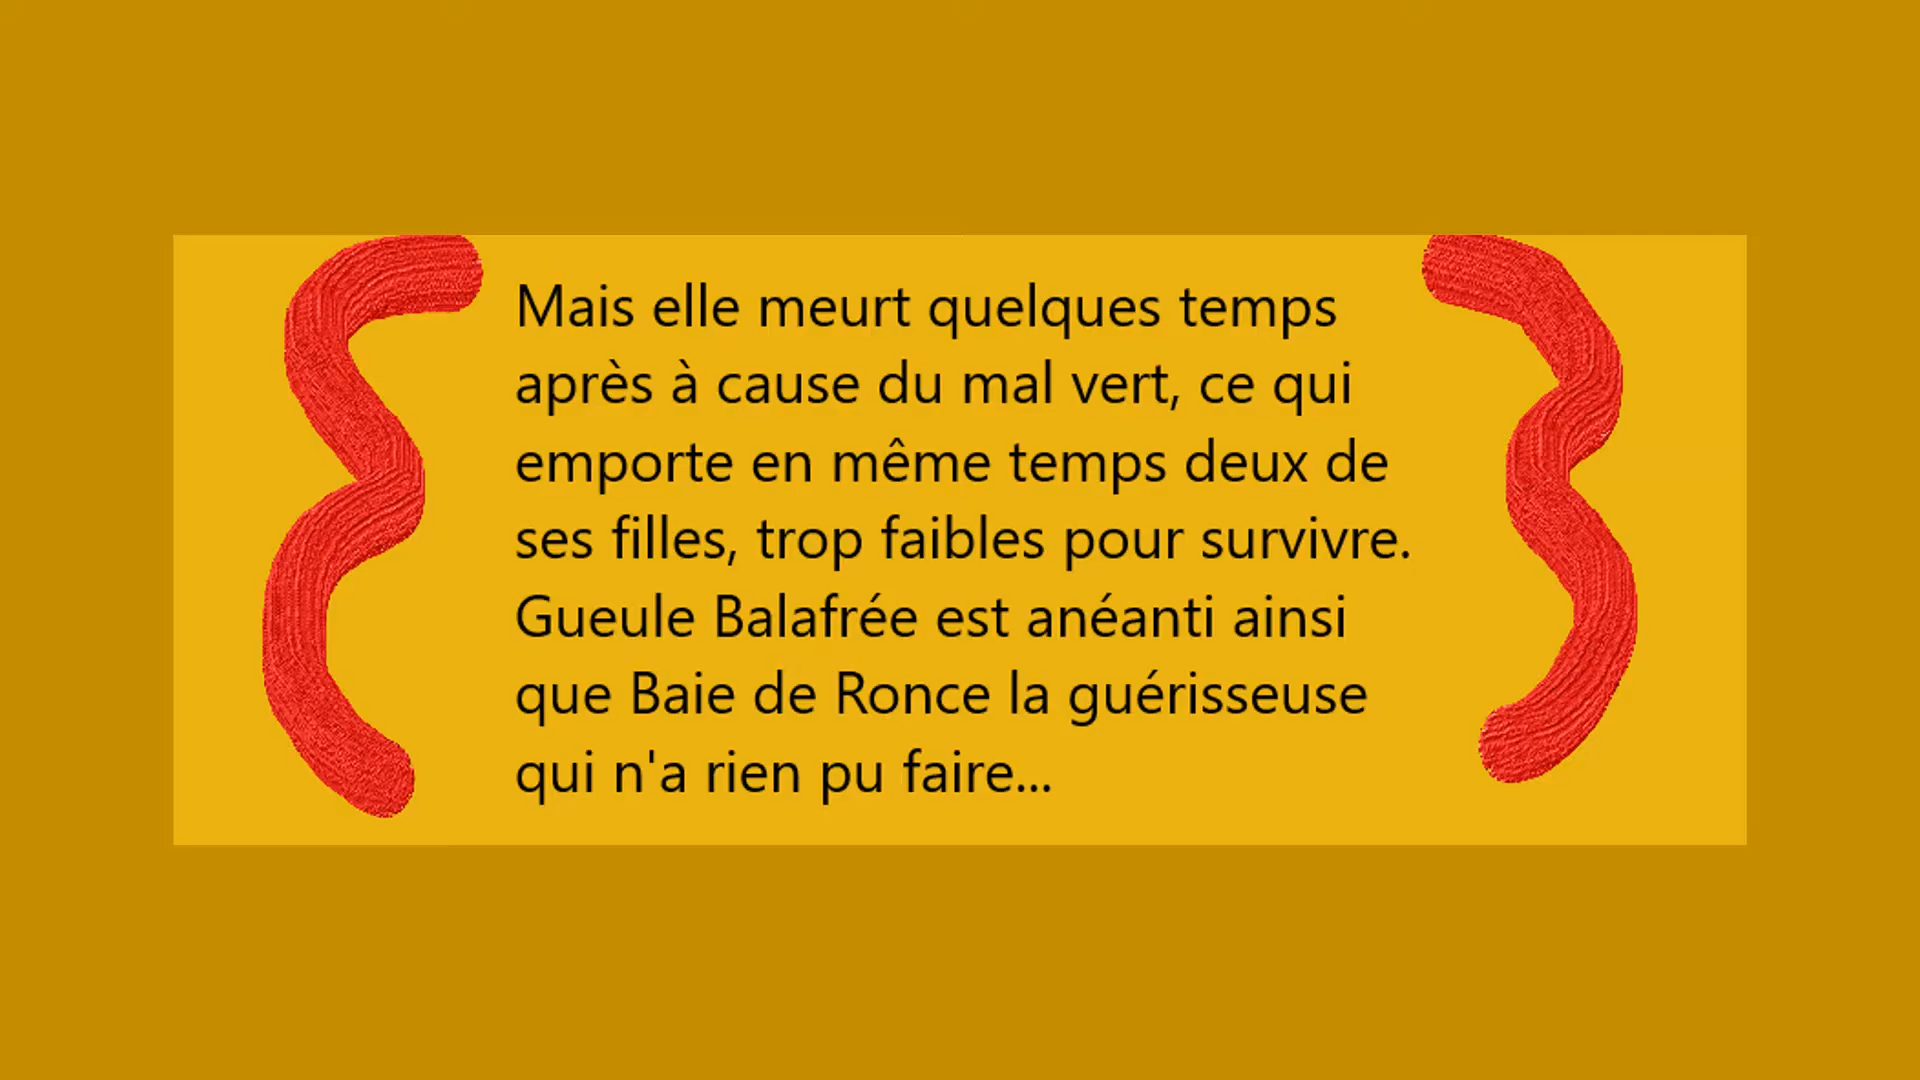 Mais elle meurt quelques temps
après à cause du mal vert, ce qui
emporte en même temps deux de
ses filles, trop faibles pour survivre.
Gueule Balafrée est anéanti ainsi
que Baie de Ronce la guérisseuse
qui n'a rien pu faire...